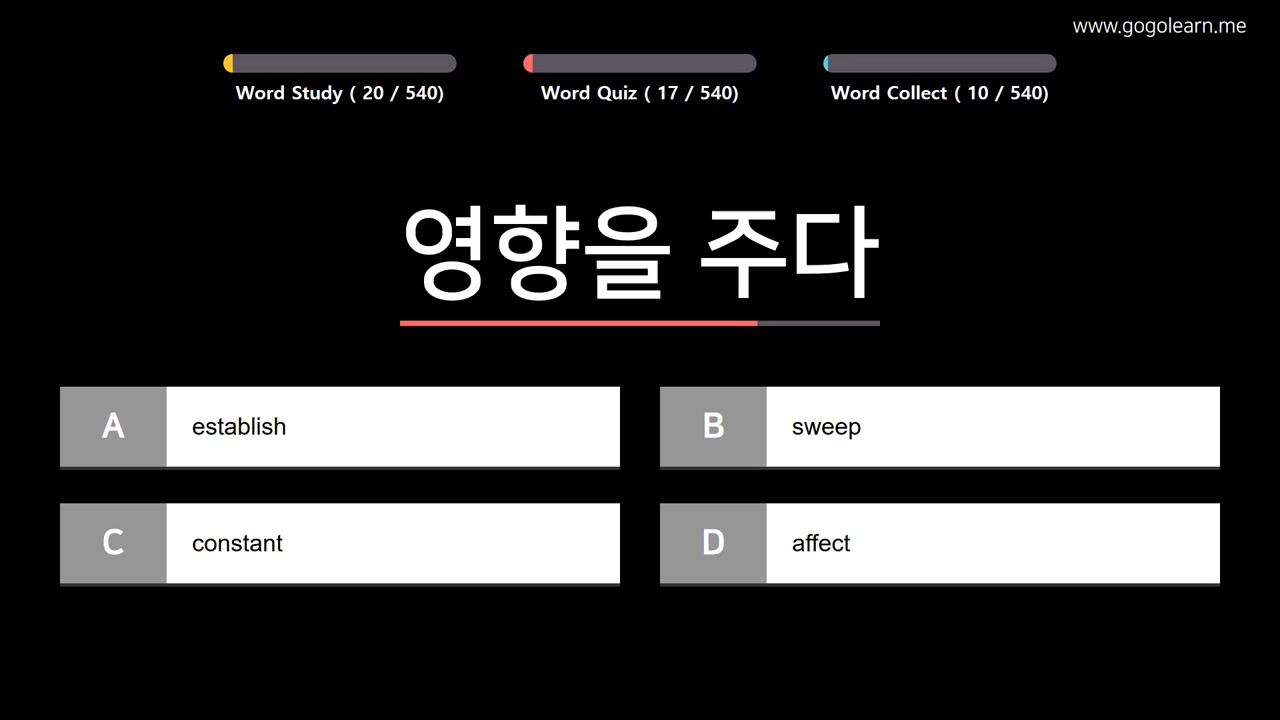 www.gogolearn.me
Word Study ( 20 / 540)
Word Quiz ( 17 / 540)
Word Collect ( 10 / 540)
영향을 주다
A establish
B sweep
C constant
D affect